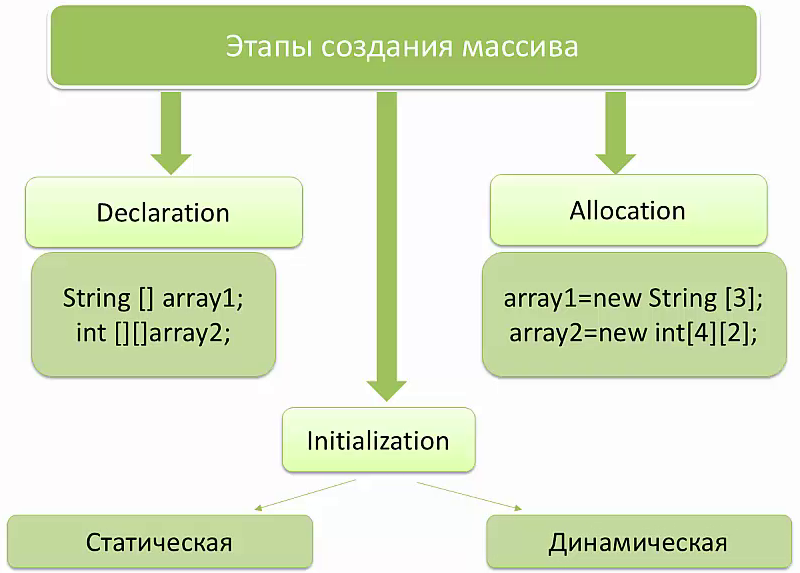 Этапы создания массива
Declaration
Allocation
String [] array1;
int [][]array2;
array1=new String [3];
array2=new int[4][2];
Initialization
Статическая
Динамическая